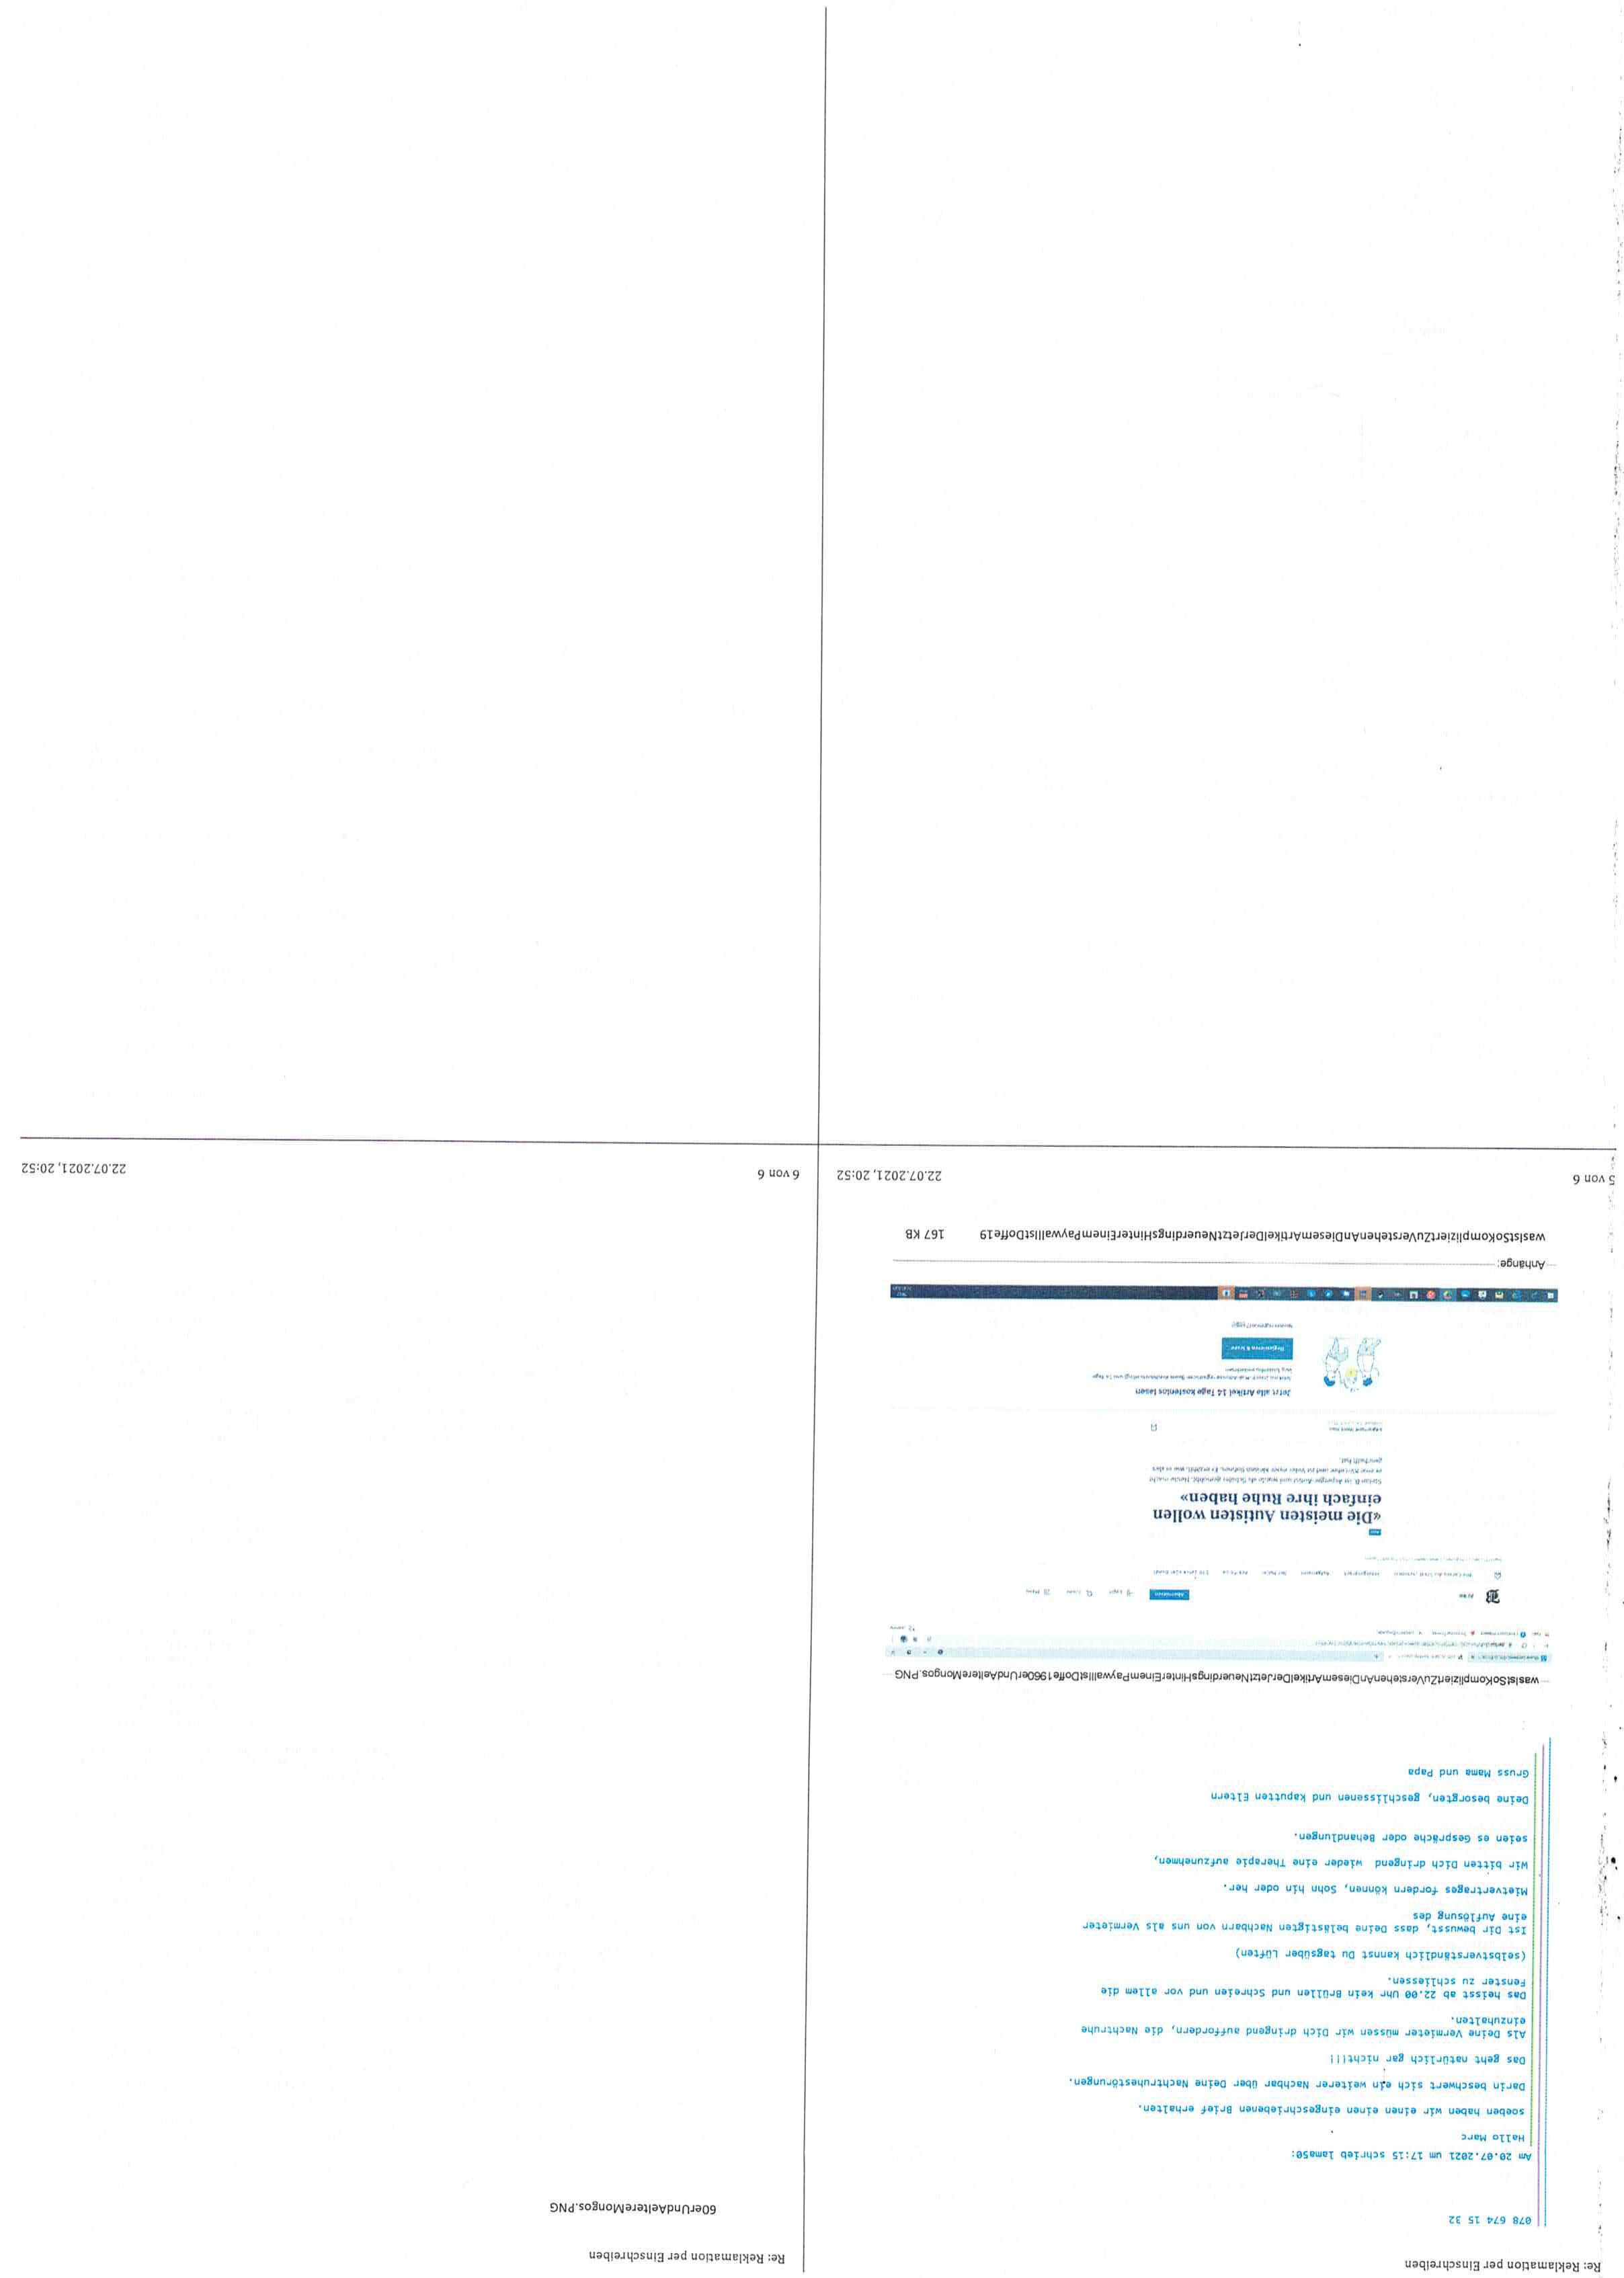 Re: Reklamation per Einschreiben
078 674 15 32
Am 20.07.2021 um 17:15 schrieb lama50:
Hallo Marc
soeben haben wir einen einen eingeschriebenen Brief erhalten.
Darin beschwert sich ein weiterer Nachbar über Deine Nachtruhestörungen.
Das geht natürlich gar nicht!!!
Als Deine Vermieter müssen wir Dich dringend auffordern, die Nachtruhe
einzuhalten.
Das heisst ab 22.00 Uhr kein Brüllen und Schreien und vor allem die
Fenster zu schliessen.
(selbstverständlich kannst Du tagsüber Lüften)
Ist Dir bewusst, dass Deine belästigten Nachbarn von uns als Vermieter
eine Auflösung des
Mietvertrages fordern können, Sohn hin oder her.
Wir bitten Dich dringend wieder eine Therapie aufzunehmen,
seien es Gespräche oder Behandlungen.
Deine besorgten, geschlissenen und kaputten Eltern
Gruss Mama und Papa
wasIstSoKompliziertZuVerstehenAnDiesemArtikelDerJetztNeuerdingsHinterEinemPaywallIstDoffe1960erUndAeltereMongos.PNG
Abonnieren
Login
«Die meisten Autisten wollen
einfach ihre Ruhe haben»
geschafft hat.
Jetzt alle Artikel 14 Tage kostenlos lesen
Registrieren & lesen
Anhänge:
wasIstSoKompliziertZuVerstehenAnDiesemArtikelDerJetztNeuerdingsHinterEinemPaywallIstDoffe19 167 KB
5 von 6 22.07.2021, 20:52
Re: Reklamation per Einschreiben
60erUndAeltereMongos.PNG
6 von 6 22.07.2021, 20:52